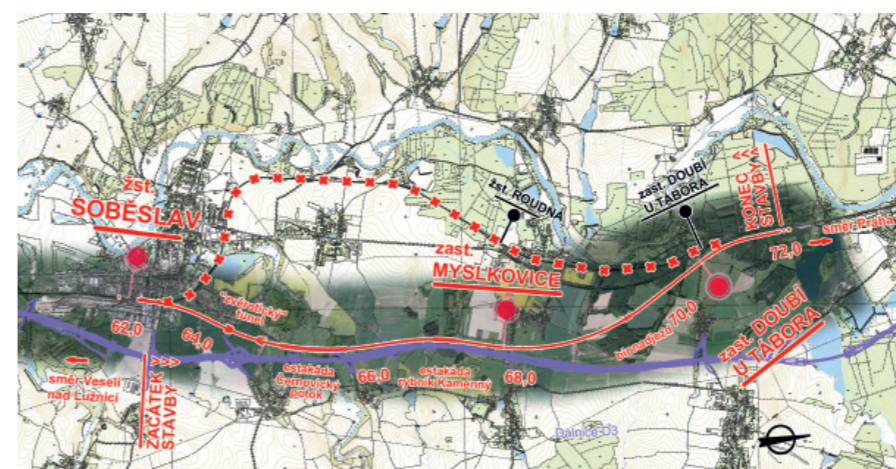 žst.
SOBĚSLAV
žst. ROUDNÁ
zast. DOUBÍ
U TÁBORA
KONEC
STAVBY
<<<
směr Praha
72,0
zast.
MYSLKOVICE
"zvěrotický"
tunel
62,0
64,0
estakáda
Černovický
potok
66,0
estakáda
rybník Kamenný
68,0
bionadjezd
70,0
zast. DOUBÍ
U TÁBORA
směr Veselí
nad Lužnicí
ZAČÁTEK
STAVBY
>>>
Dálnice D3